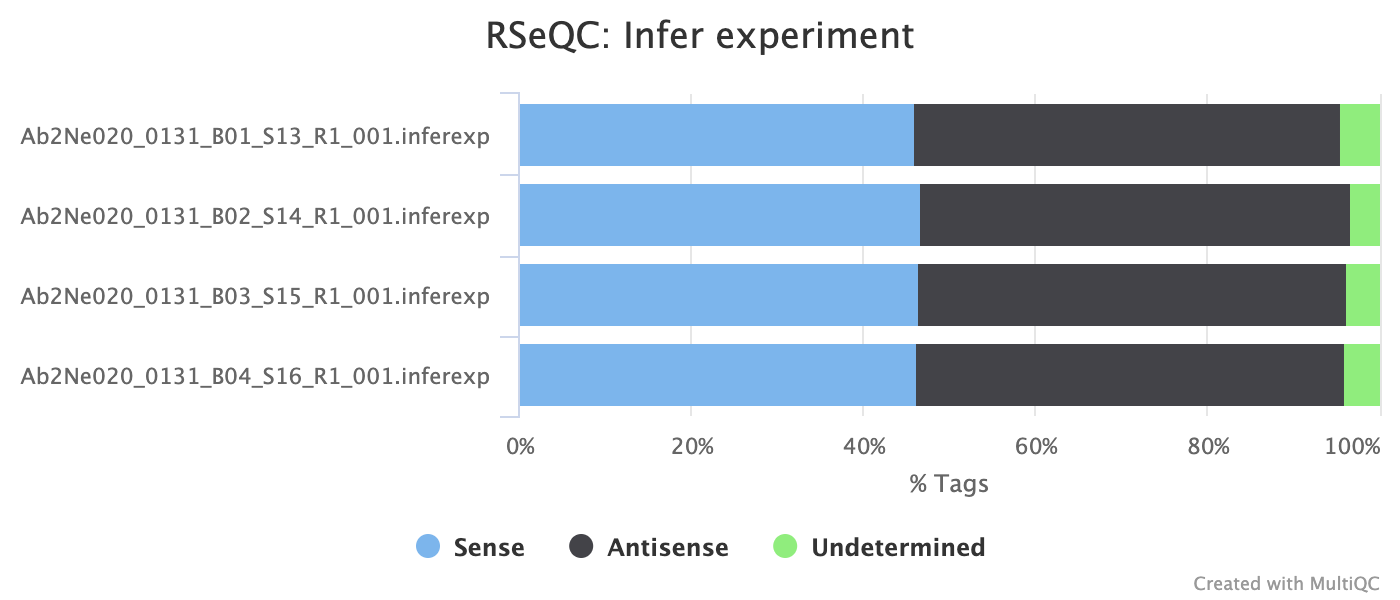 RSeQC: Infer experiment
Ab2Ne020_0131_B01_S13_R1_001.inferexp
Ab2Ne020_0131_B02_S14_R1_001.inferexp
Ab2Ne020_0131_B03_S15_R1_001.inferexp
Ab2Ne020_0131_B04_S16_R1_001.inferexp
0% 20% 40% 60% 80% 100%
% Tags
Sense Antisense Undetermined
Created with MultiQC